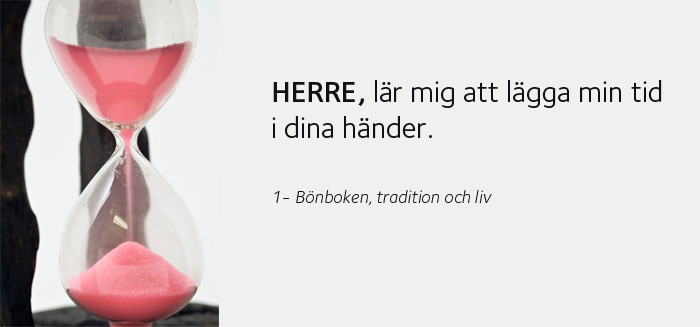 HERRE, lär mig att lägga min tid
i dina händer.
1- Bönboken, tradition och liv